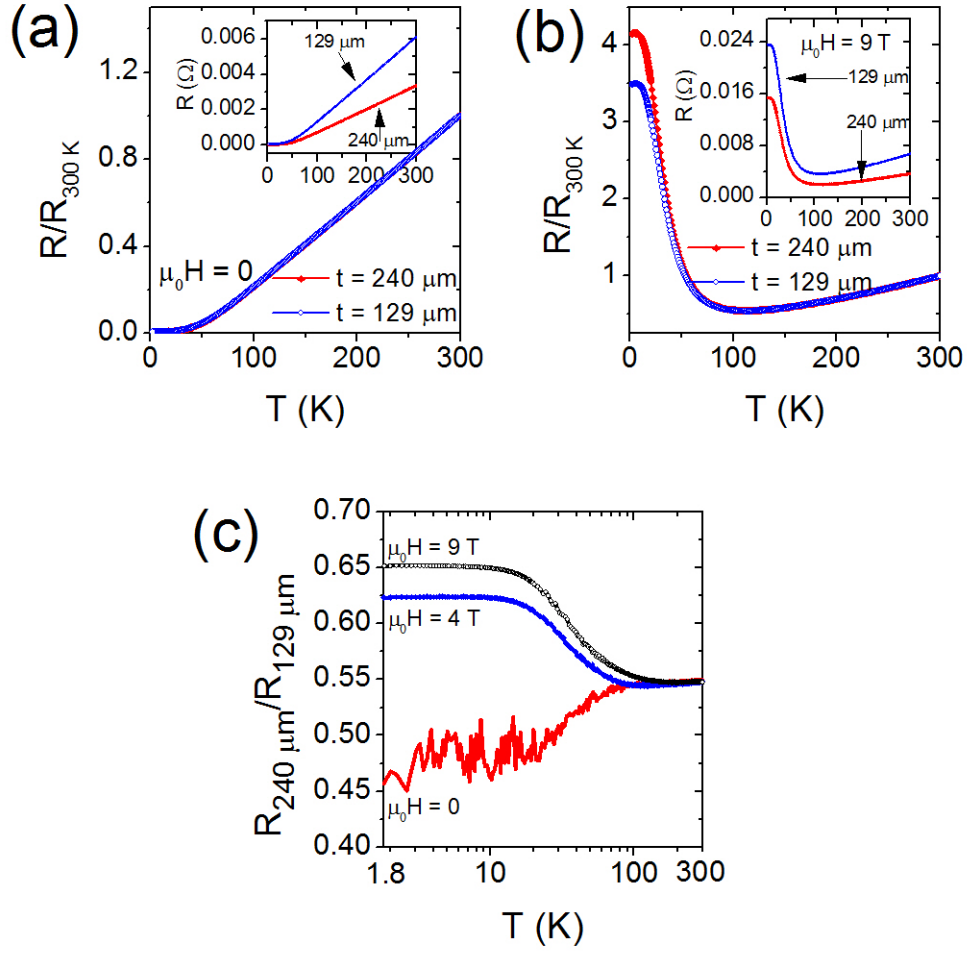 (a)
R/R300 K
1.2
0.8
0.4
0.0
0 100 200 300
T (K)
μ0H = 0
t = 240 μm
t = 129 μm
R (Ω)
0.006
0.004
0.002
0.000
0 100 200 300
129 μm
240 μm
(b)
R/R300 K
4
3
2
1
0 100 200 300
T (K)
t = 240 μm
t = 129 μm
R (Ω)
0.024
0.016
0.008
0.000
0 100 200 300
μ0H = 9 T
129 μm
240 μm
(c)
R240 μm/R129 μm
0.70
0.65
0.60
0.55
0.50
0.45
0.40
1.8 10 100 300
T (K)
μ0H = 9 T
μ0H = 4 T
μ0H = 0